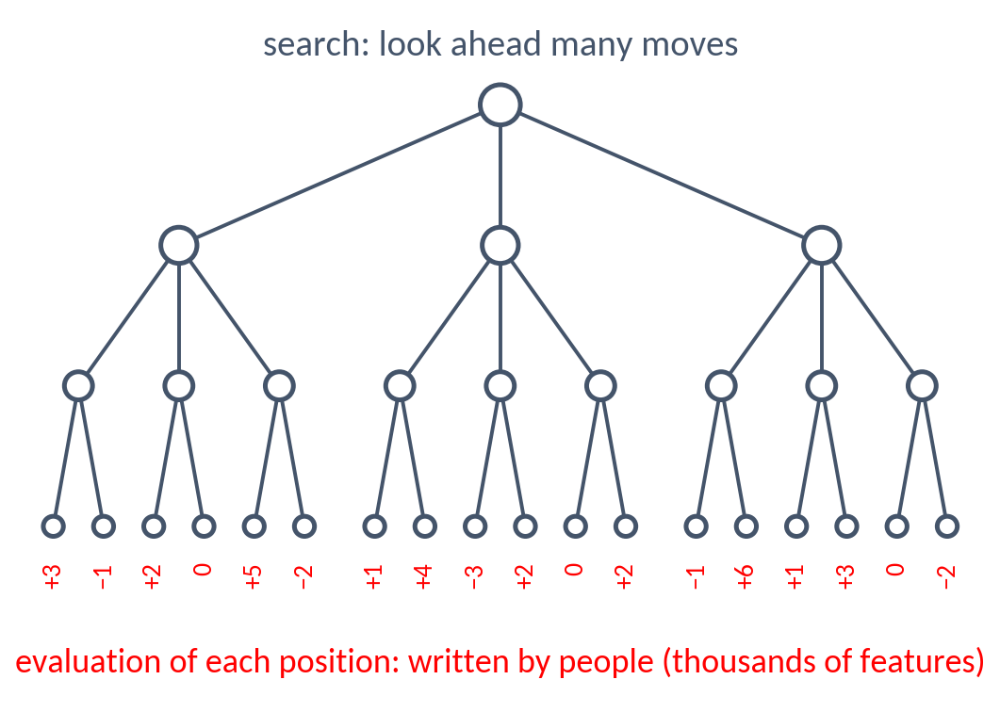 search: look ahead many moves
+3 −1 +2 0 +5 −2 +1 +4 −3 +2 0 +2 −1 +6 +1 +3 0 −2
evaluation of each position: written by people (thousands of features)